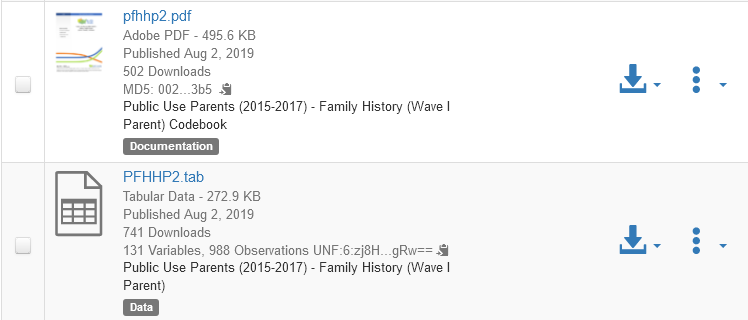 pfhhp2.pdf
Adobe PDF - 495.6 KB
Published Aug 2, 2019
502 Downloads
MD5: 002...3b5
Public Use Parents (2015-2017) - Family History (Wave I
Parent) Codebook
Documentation
PFHHP2.tab
Tabular Data - 272.9 KB
Published Aug 2, 2019
741 Downloads
131 Variables, 988 Observations UNF:6:zj8H...gRw==
Public Use Parents (2015-2017) - Family History (Wave I
Parent)
Data